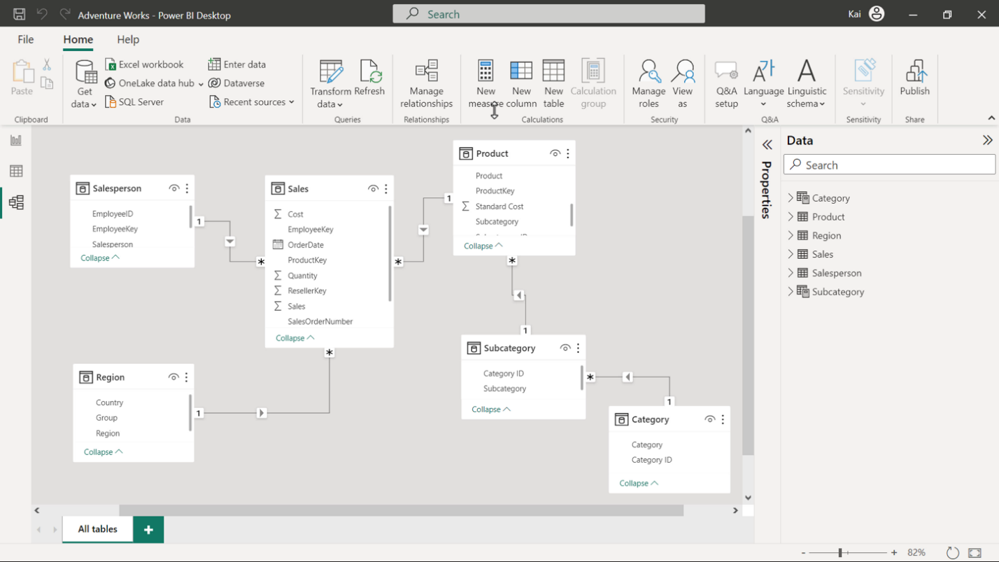 Adventure Works - Power BI Desktop
Search
Kai
File
Home
Help
Paste
Clipboard
Get data
Excel workbook
OneLake data hub
SQL Server
Enter data
Dataverse
Recent sources
Data
Transform data
Refresh
Queries
Manage relationships
Relationships
New measure
New column
New table
Calculation group
Calculations
Manage roles
View as
Security
Q&A setup
Language
Linguistic schema
Q&A
Sensitivity
Sensitivity
Publish
Share
Salesperson
EmployeeID
EmployeeKey
Salesperson
Collapse
1
*
Sales
Σ Cost
EmployeeKey
OrderDate
ProductKey
Σ Quantity
Σ ResellerKey
Σ Sales
SalesOrderNumber
Collapse
*
*
1
Product
Product
ProductKey
Σ Standard Cost
Subcategory
Collapse
*
1
Subcategory
Category ID
Subcategory
Collapse
*
1
Region
Country
Group
Region
Collapse
1
Category
Category
Category ID
Collapse
Properties
Data
Search
Category
Product
Region
Sales
Salesperson
Subcategory
All tables
+
- + 82%